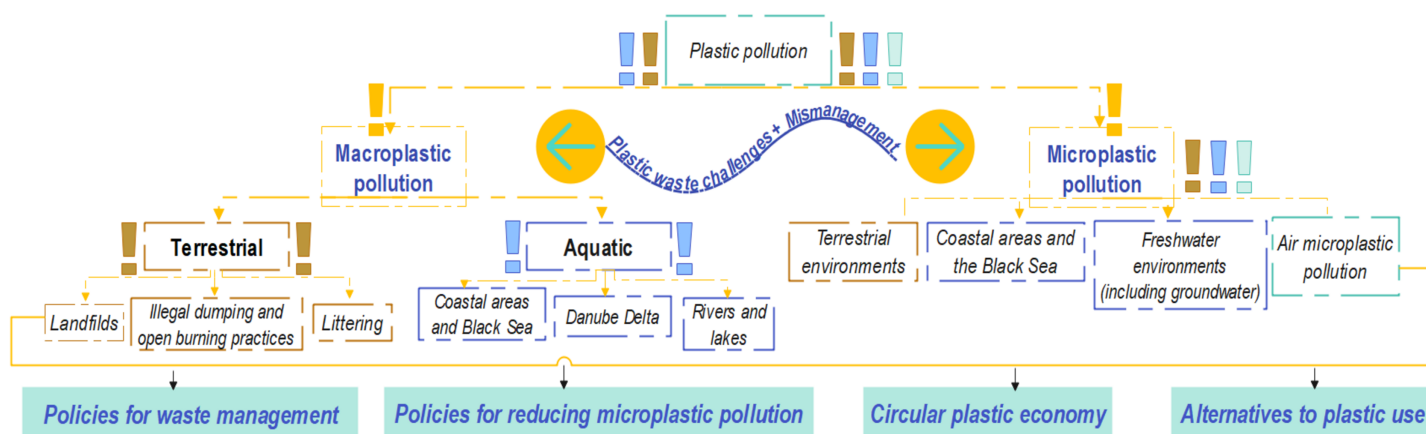 Plastic pollution
Plastic waste challenges+ Mismanagement
Macroplastic
pollution
Microplastic
pollution
Terrestrial
Aquatic
Terrestrial
environments
Coastal areas and
the Black Sea
Freshwater
environments
(including groundwater)
Air microplastic
pollution
Landfilds
Illegal dumping and
open burning practices
Littering
Coastal areas
and Black Sea
Danube Delta
Rivers and
lakes
Policies for waste management
Policies for reducing microplastic pollution
Circular plastic economy
Alternatives to plastic use